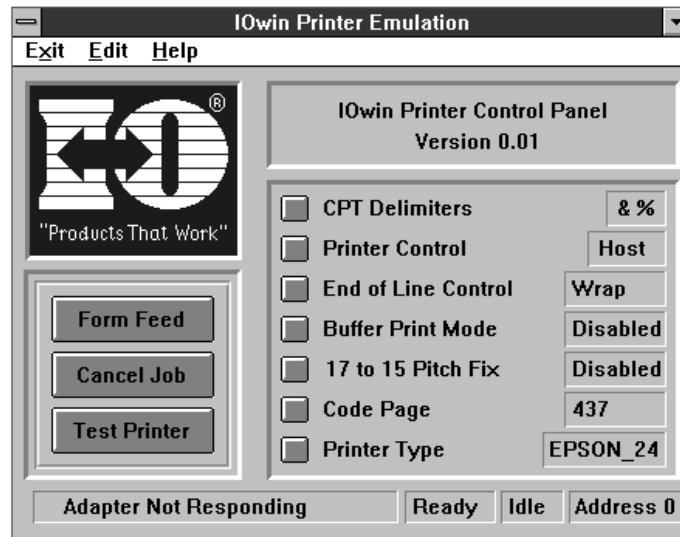 IOwin Printer Emulation
Exit Edit Help
IO®
"Products That Work"
IOwin Printer Control Panel
Version 0.01
Form Feed
Cancel Job
Test Printer
CPT Delimiters & %
Printer Control Host
End of Line Control Wrap
Buffer Print Mode Disabled
17 to 15 Pitch Fix Disabled
Code Page 437
Printer Type EPSON_24
Adapter Not Responding Ready Idle Address 0